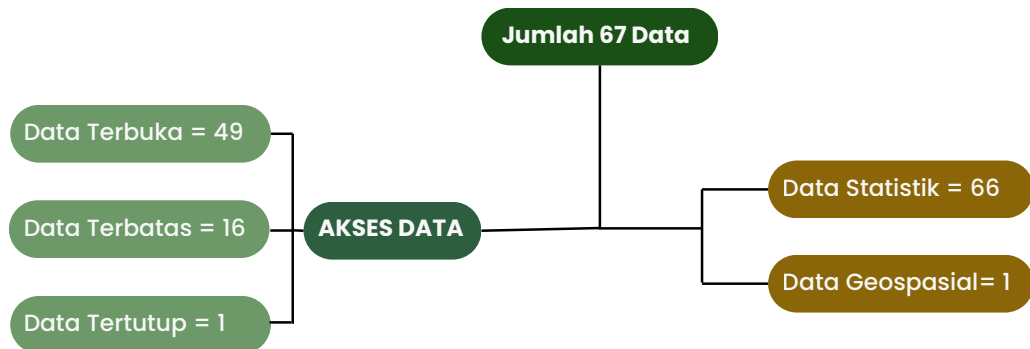 Jumlah 67 Data
Data Terbuka = 49
Data Terbatas = 16
Data Tertutup = 1
AKSES DATA
Data Statistik = 66
Data Geospasial= 1